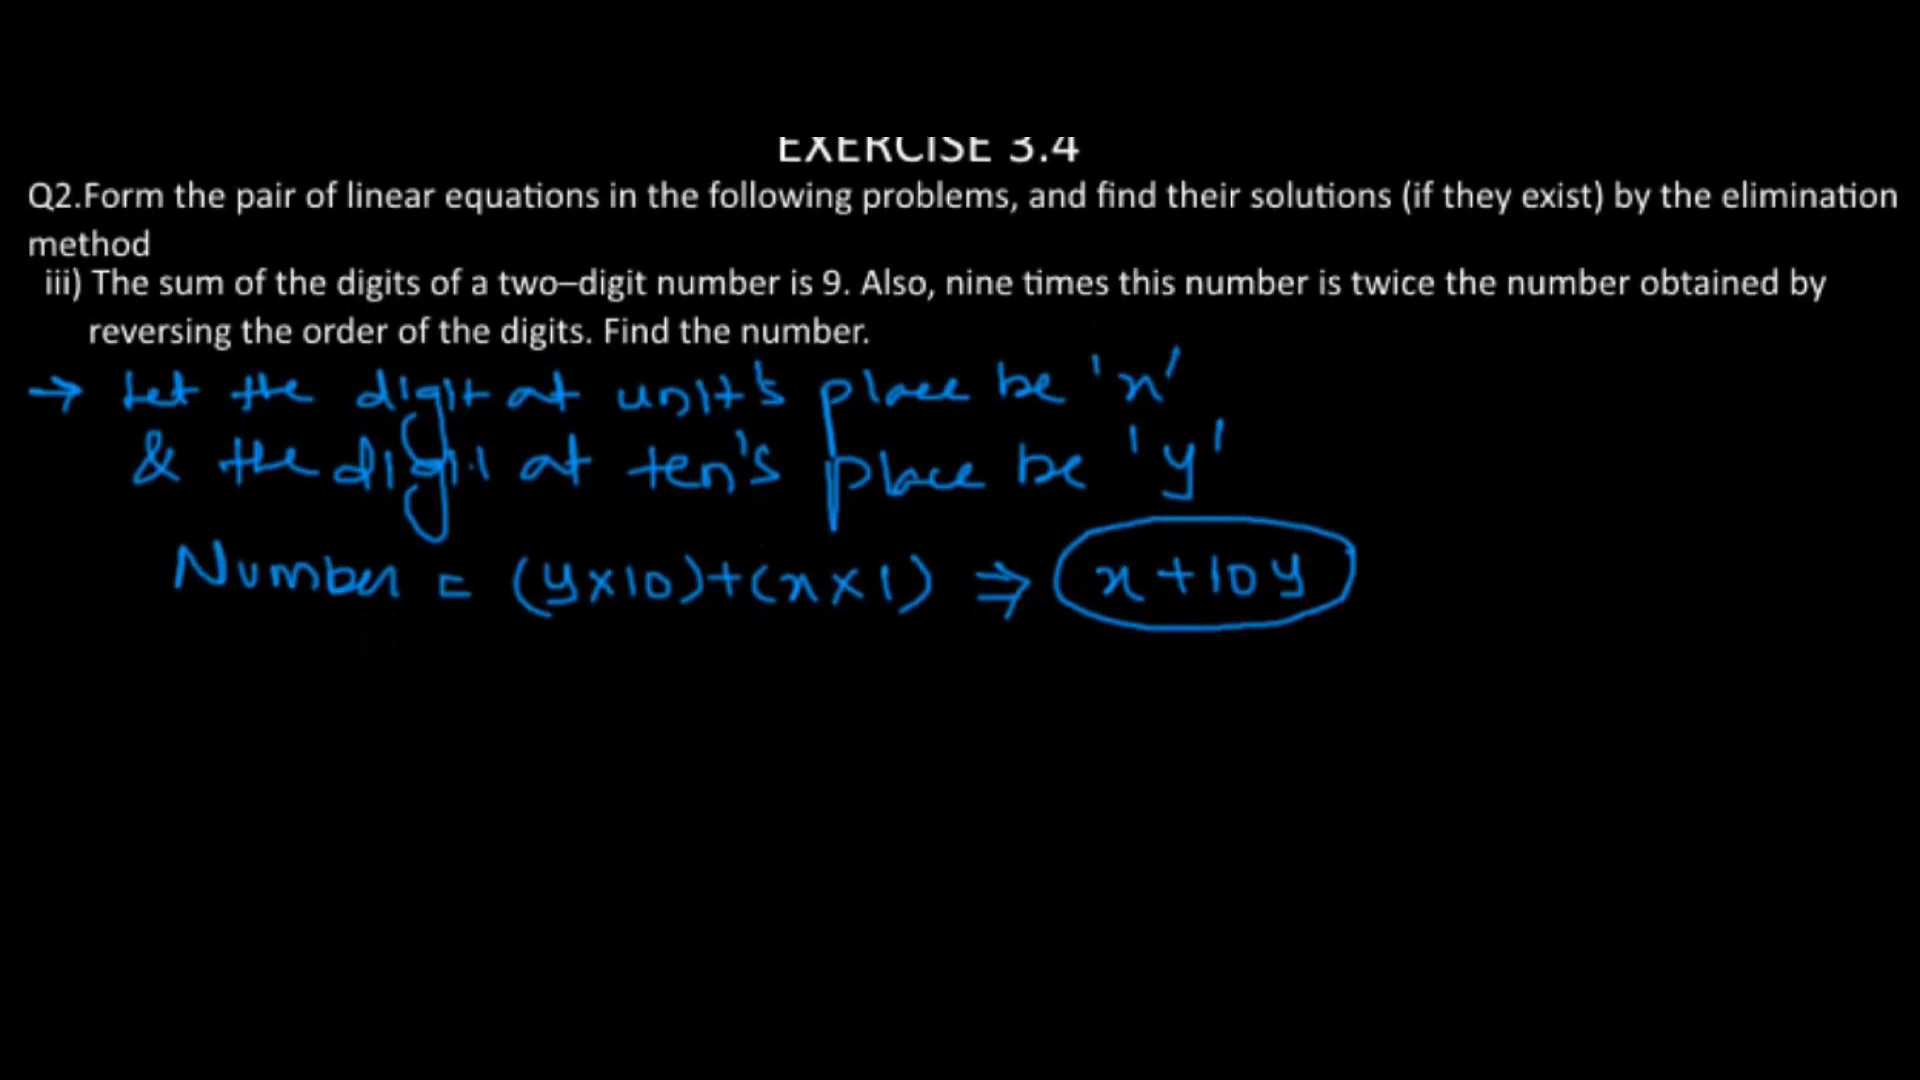 EXERCISE 3.4
Q2.Form the pair of linear equations in the following problems, and find their solutions (if they exist) by the elimination
method
iii) The sum of the digits of a two–digit number is 9. Also, nine times this number is twice the number obtained by
reversing the order of the digits. Find the number.
→ Let the digit at unit's place be 'x'
& the digit at ten's place be 'y'
Number = (y×10)+(x×1) ⇒ x+10y